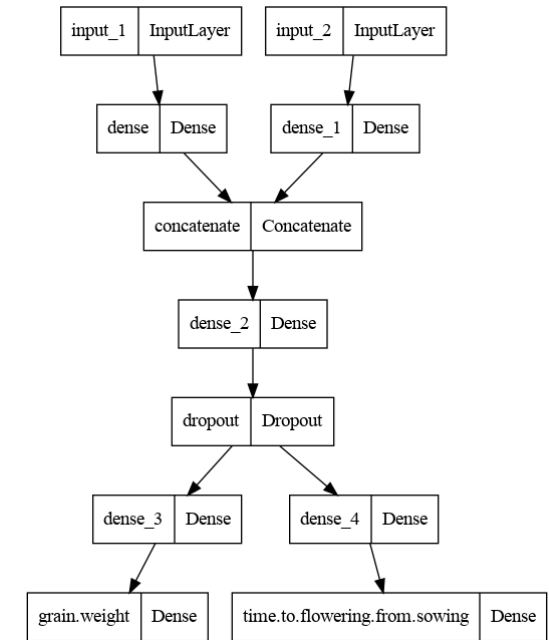 input_1 InputLayer input_2 InputLayer
dense Dense dense_1 Dense
concatenate Concatenate
dense_2 Dense
dropout Dropout
dense_3 Dense dense_4 Dense
grain.weight Dense time.to.flowering.from.sowing Dense